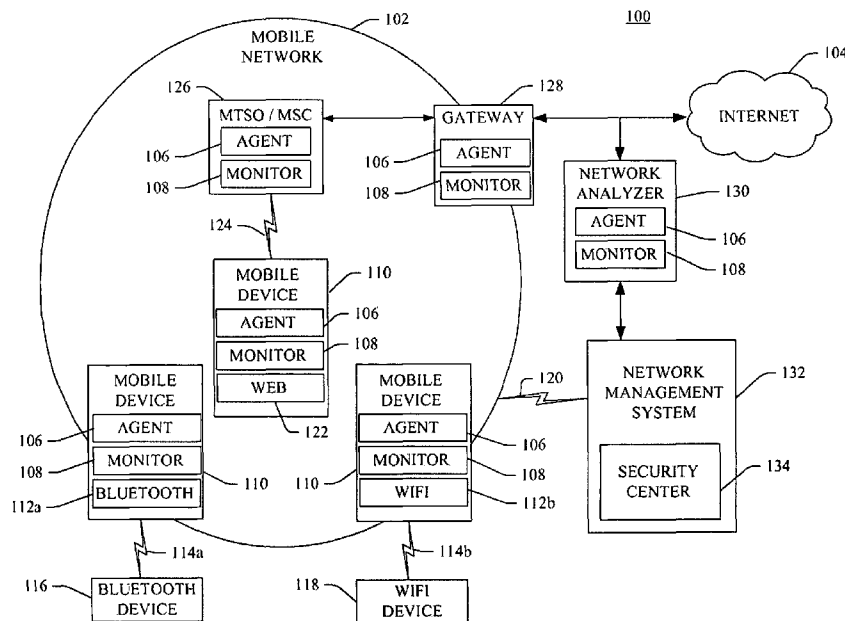 100
102
MOBILE
NETWORK
104
INTERNET
126
MTSO / MSC
106
AGENT
108
MONITOR
128
GATEWAY
106
AGENT
108
MONITOR
NETWORK
ANALYZER
130
AGENT
106
MONITOR
108
124
MOBILE
DEVICE
110
AGENT
106
MONITOR
108
WEB
122
MOBILE
DEVICE
106
AGENT
108
MONITOR
110
112a
BLUETOOTH
114a
116
BLUETOOTH
DEVICE
MOBILE
DEVICE
AGENT
106
110
MONITOR
108
WIFI
112b
114b
118
WIFI
DEVICE
120
NETWORK
MANAGEMENT
SYSTEM
132
SECURITY
CENTER
134